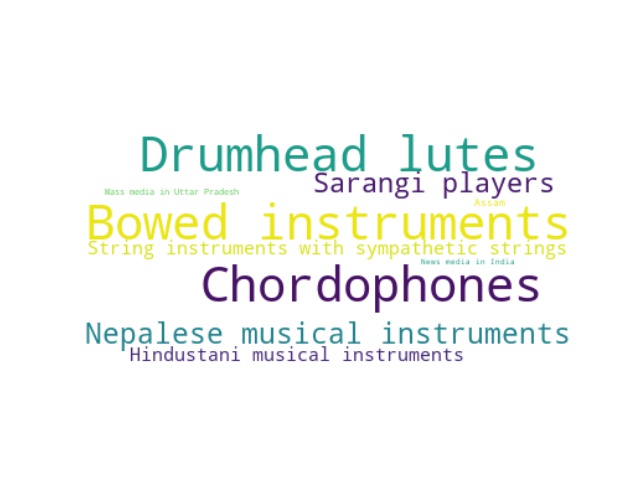 Drumhead lutes
Sarangi players
Mass media in Uttar Pradesh
Assam
Bowed instruments
String instruments with sympathetic strings
News media in India
Chordophones
Nepalese musical instruments
Hindustani musical instruments